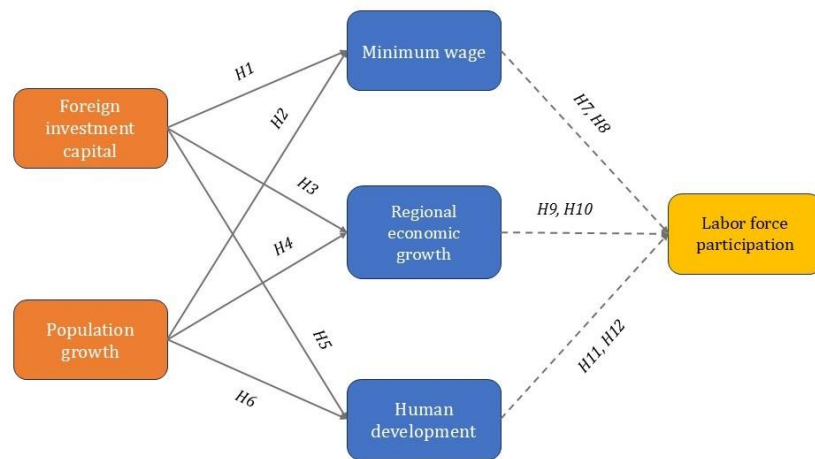 Minimum wage
H1
Foreign
investment
capital
H2
H7, H8
H3
Regional
economic
growth
H9, H10
Labor force
participation
H4
Population
growth
H5
H6
H11, H12
Human
development